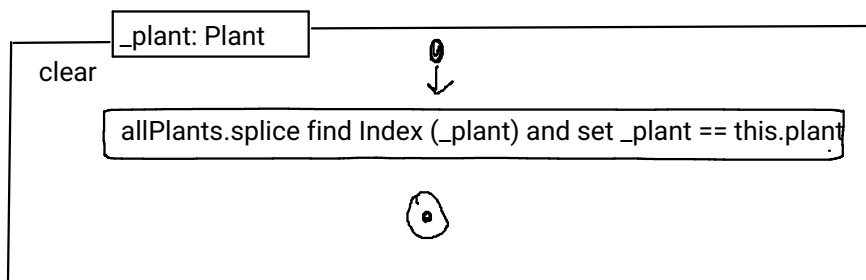 _plant: Plant
clear
allPlants.splice find Index (_plant) and set _plant == this.plant